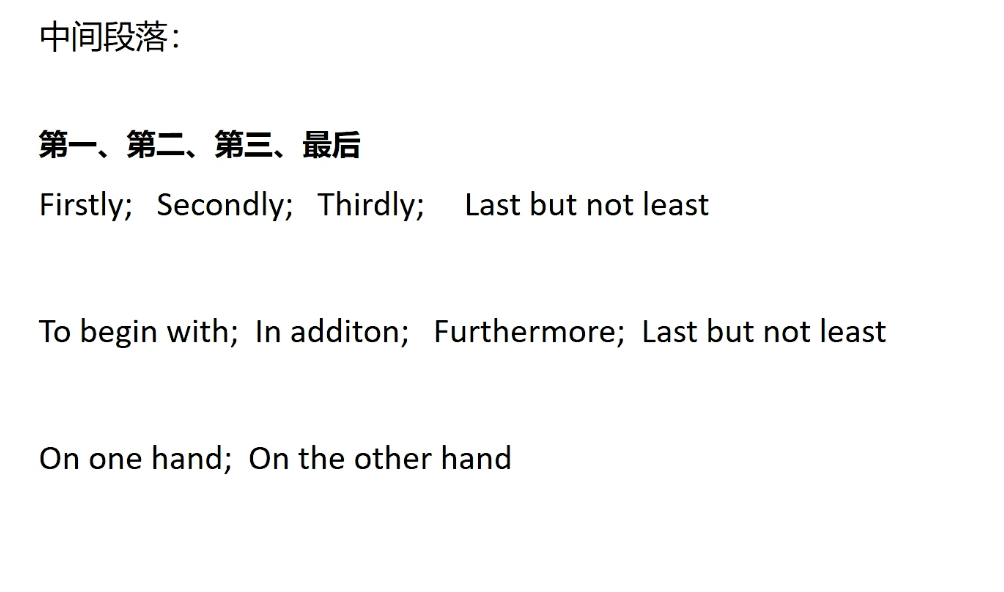 中间段落：
第一、第二、第三、最后
Firstly; Secondly; Thirdly; Last but not least
To begin with; In additon; Furthermore; Last but not least
On one hand; On the other hand